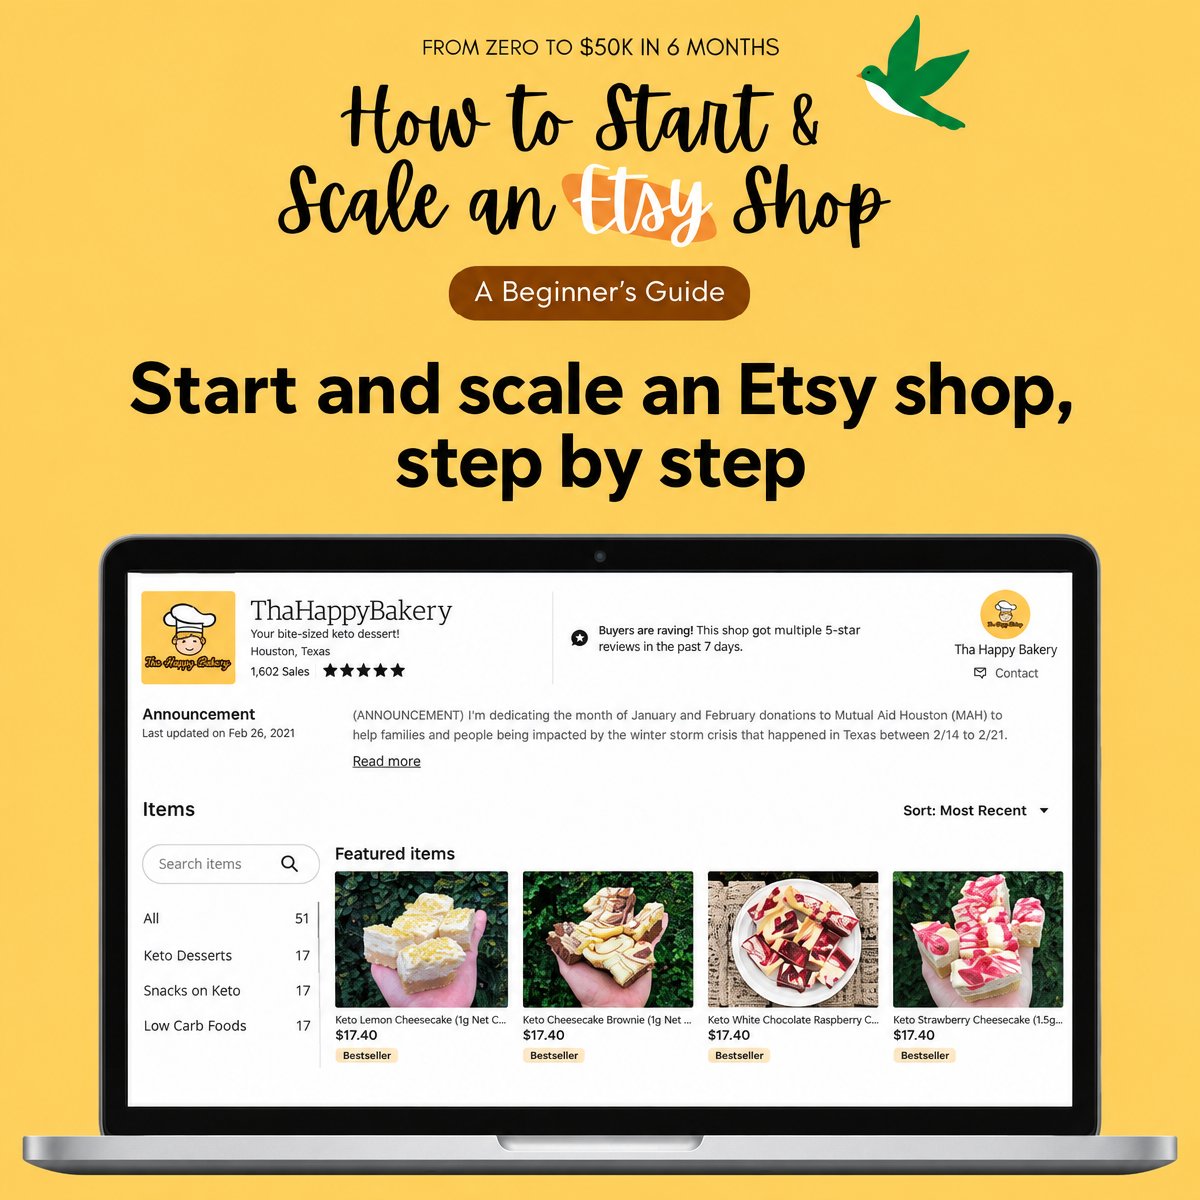 FROM ZERO TO $50K IN 6 MONTHS
How to Start &
Scale an Etsy Shop
A Beginner's Guide
Start and scale an Etsy shop,
step by step
ThaHappyBakery
Your bite-sized keto dessert!
Houston, Texas
1,602 Sales
Tha Happy Bakery
Buyers are raving! This shop got multiple 5-star
reviews in the past 7 days.
Tha Happy Bakery
Contact
Announcement
Last updated on Feb 26, 2021
(ANNOUNCEMENT) I'm dedicating the month of January and February donations to Mutual Aid Houston (MAH) to
help families and people being impacted by the winter storm crisis that happened in Texas between 2/14 to 2/21.
Read more
Items
Sort: Most Recent
Search items
All 51
Keto Desserts 17
Snacks on Keto 17
Low Carb Foods 17
Featured items
Keto Lemon Cheesecake (1g Net C...
$17.40
Bestseller
Keto Cheesecake Brownie (1g Net ...
$17.40
Bestseller
Keto White Chocolate Raspberry C...
$17.40
Bestseller
Keto Strawberry Cheesecake (1.5g...
$17.40
Bestseller